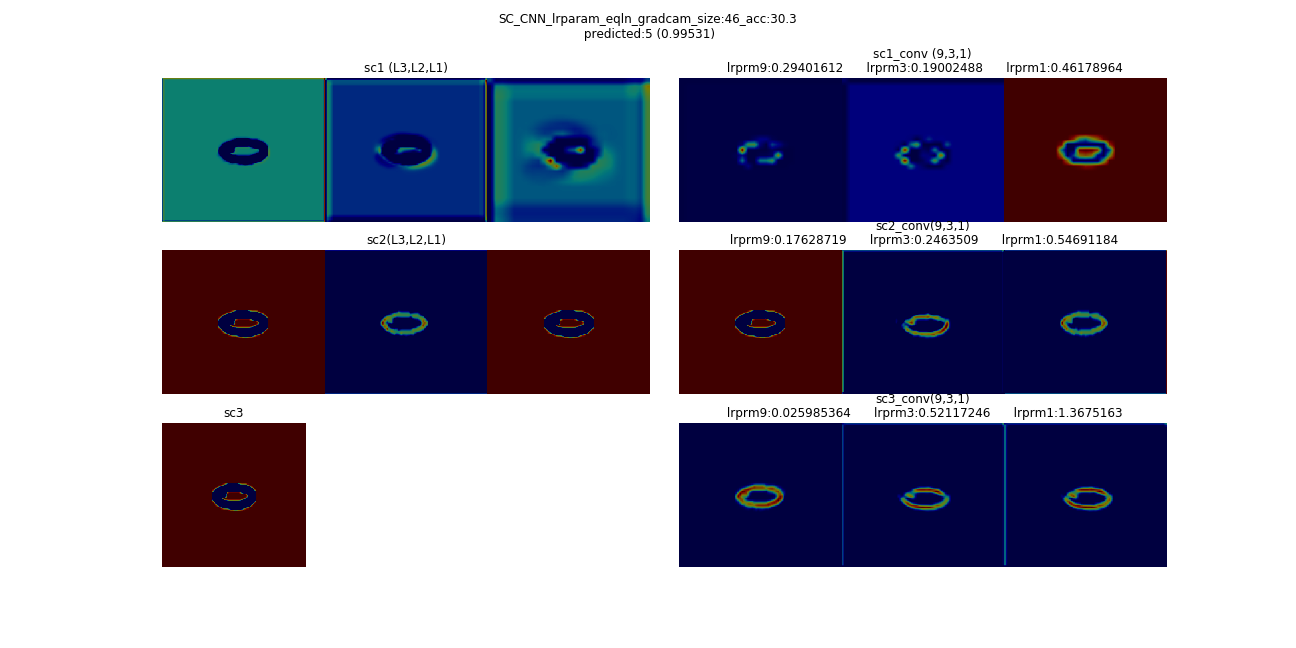 SC_CNN_lrparam_eqln_gradcam_size:46_acc:30.3
predicted:5 (0.99531)
sc1 (L3,L2,L1)
sc1_conv (9,3,1)
lrprm9:0.29401612 lrprm3:0.19002488 lrprm1:0.46178964
sc2(L3,L2,L1)
sc2_conv(9,3,1)
lrprm9:0.17628719 lrprm3:0.2463509 lrprm1:0.54691184
sc3
sc3_conv(9,3,1)
lrprm9:0.025985364 lrprm3:0.52117246 lrprm1:1.3675163